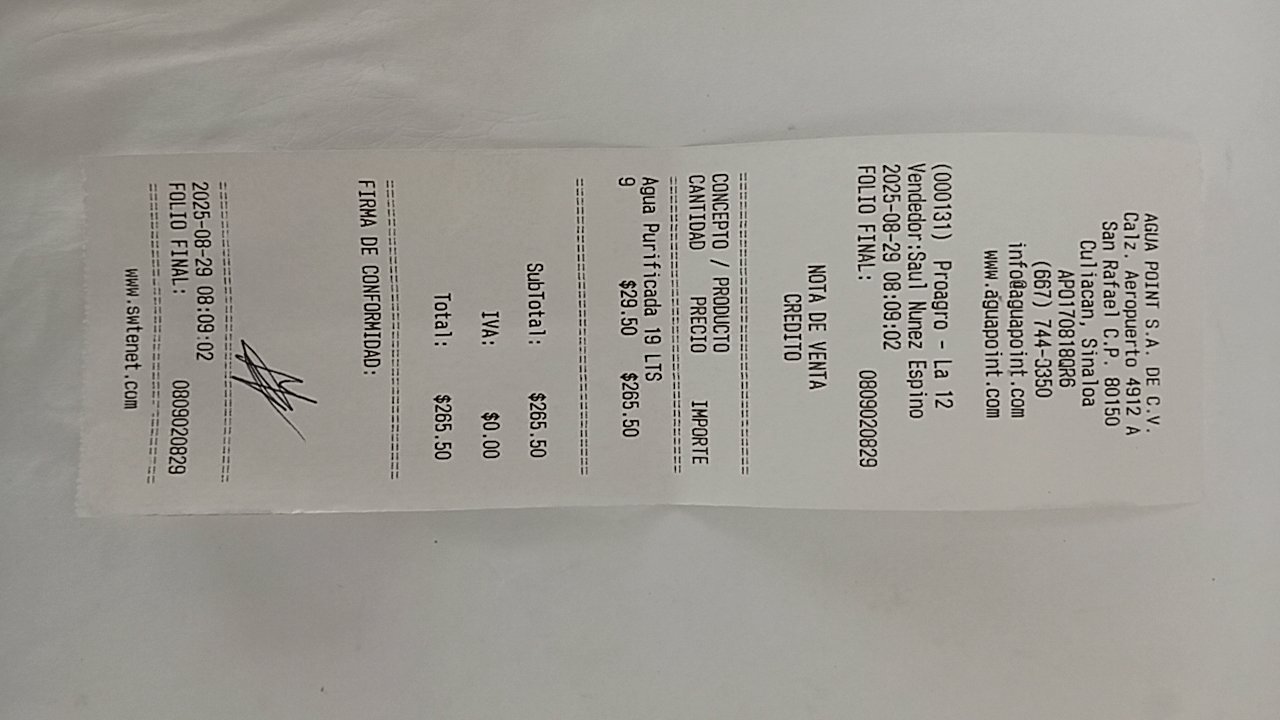 AGUA POINT S.A. DE C.V.
Calz. Aeropuerto 4912 A
San Rafael C.P. 80150
Culiacan, Sinaloa
APO170818QR6
(667) 744-3350
info@aguapoint.com
www.aguapoint.com
(000131) Proagro - La 12
Vendedor:Saul Nunez Espino
2025-08-29 08:09:02
FOLIO FINAL: 0809020829
NOTA DE VENTA
CREDITO
CONCEPTO / PRODUCTO
CANTIDAD PRECIO IMPORTE
Agua Purificada 19 LTS
9 $29.50 $265.50
SubTotal: $265.50
IVA: $0.00
Total: $265.50
FIRMA DE CONFORMIDAD:
2025-08-29 08:09:02
FOLIO FINAL: 0809020829
www.swtenet.com